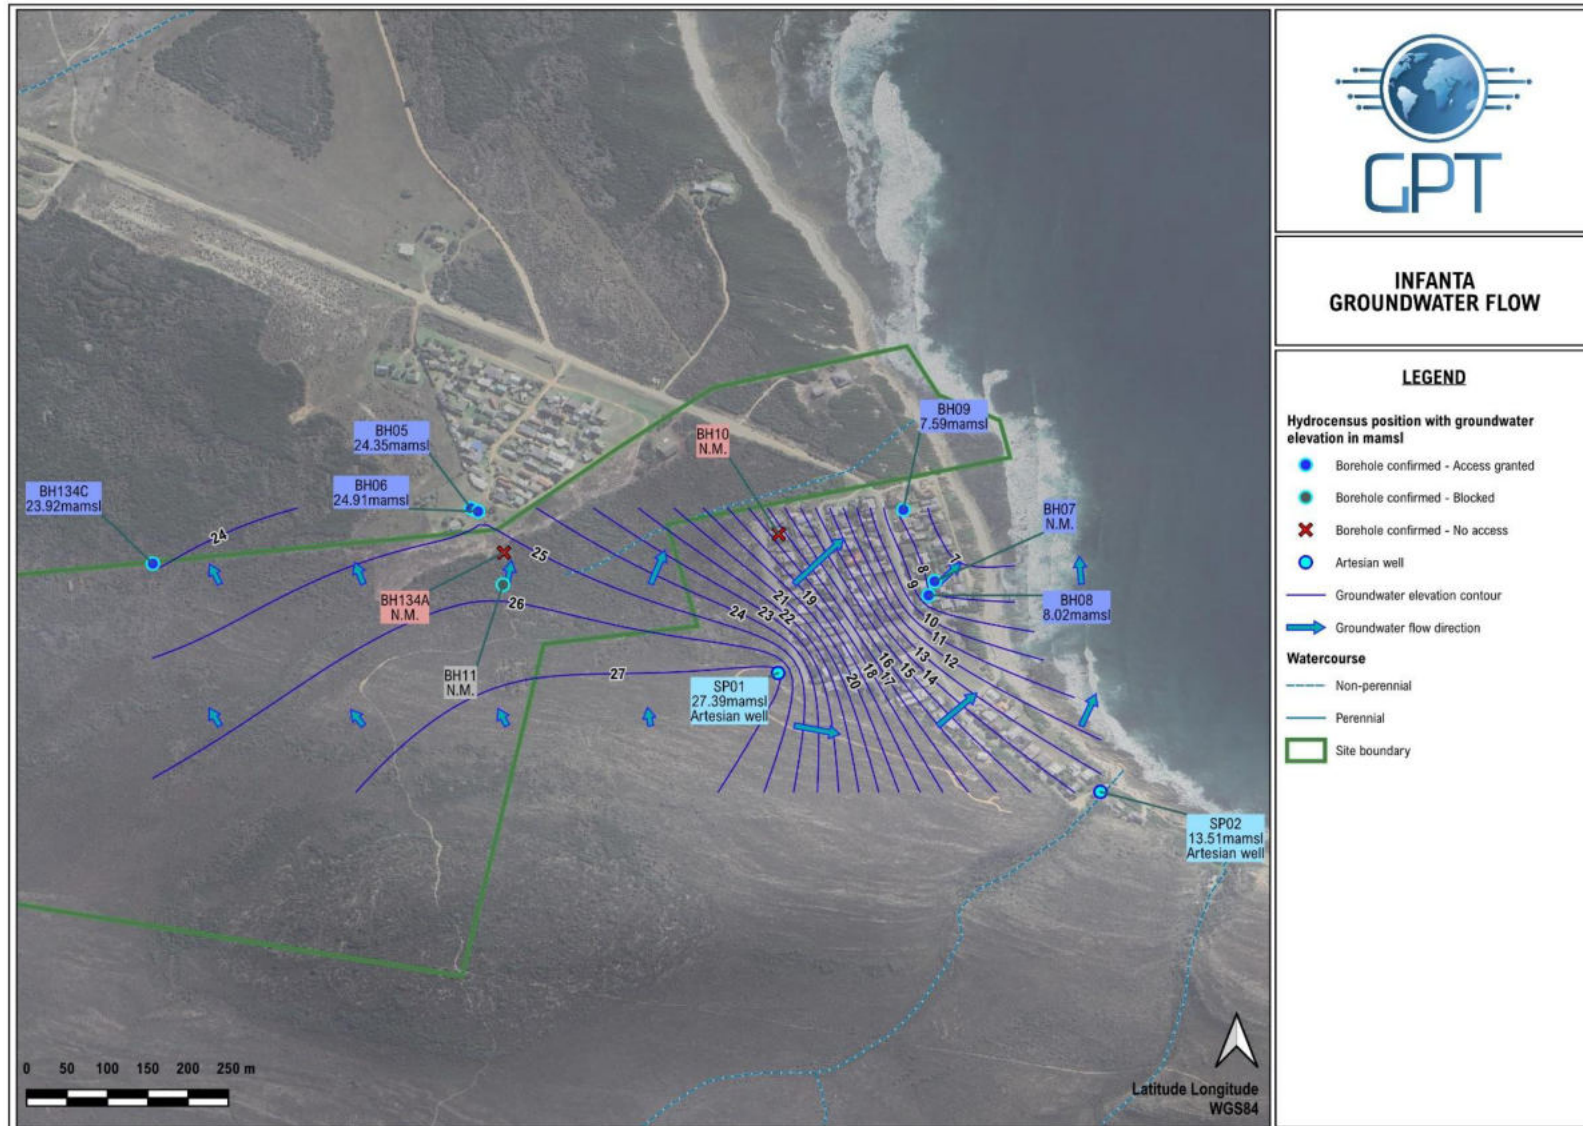 GPT
INFANTA
GROUNDWATER FLOW
LEGEND
Hydrocensus position with groundwater
elevation in mamsl
Borehole confirmed - Access granted
Borehole confirmed - Blocked
Borehole confirmed - No access
Artesian well
Groundwater elevation contour
Groundwater flow direction
Watercourse
Non-perennial
Perennial
Site boundary
BH09
7.59mamsl
BH05
24.35mamsl
BH10
N.M.
BH06
24.91mamsl
BH134C
23.92mamsl
BH07
N.M.
24
25
7
8
9
BH134A
N.M.
26
21
19
BH08
8.02mamsl
24
23
22
10
11
12
13
14
15
16
17
18
20
27
BH11
N.M.
SP01
27.39mamsl
Artesian well
SP02
13.51mamsl
Artesian well
0 50 100 150 200 250 m
Latitude Longitude
WGS84